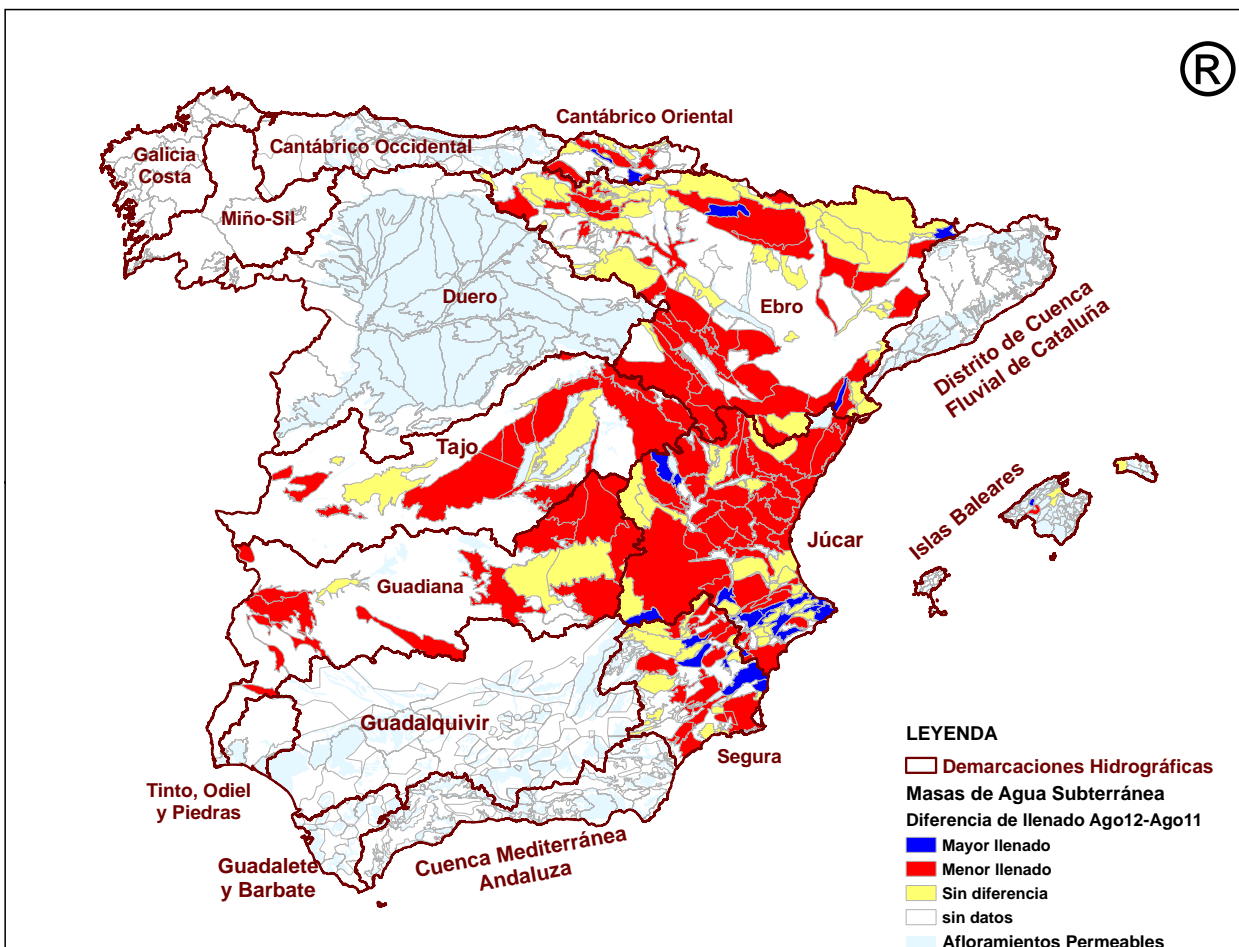 ®
Cantábrico Oriental
Cantábrico Occidental
Galicia
Costa
Miño-Sil
Duero
Ebro
Distrito de Cuenca
Fluvial de Cataluña
Tajo
Islas Baleares
Júcar
Guadiana
Guadalquivir
Segura
Tinto, Odiel
y Piedras
Guadalete
y Barbate
Cuenca Mediterránea
Andaluza
LEYENDA
Demarcaciones Hidrográficas
Masas de Agua Subterránea
Diferencia de llenado Ago12-Ago11
Mayor llenado
Menor llenado
Sin diferencia
sin datos
Afloramientos Permeables